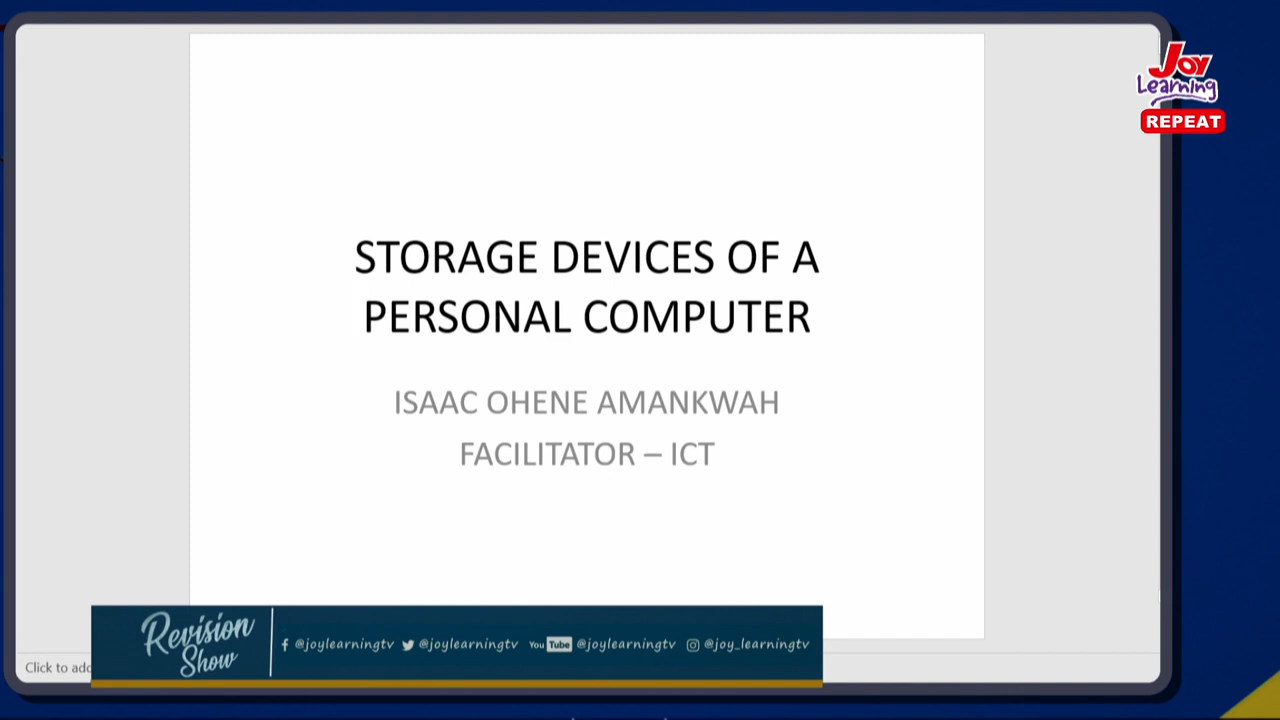 Joy
Learning
REPEAT
STORAGE DEVICES OF A
PERSONAL COMPUTER
ISAAC OHENE AMANKWAH
FACILITATOR – ICT
Revision
Show
@joylearningtv @joylearningtv You Tube @joylearningtv @joy_learningtv
Click to add